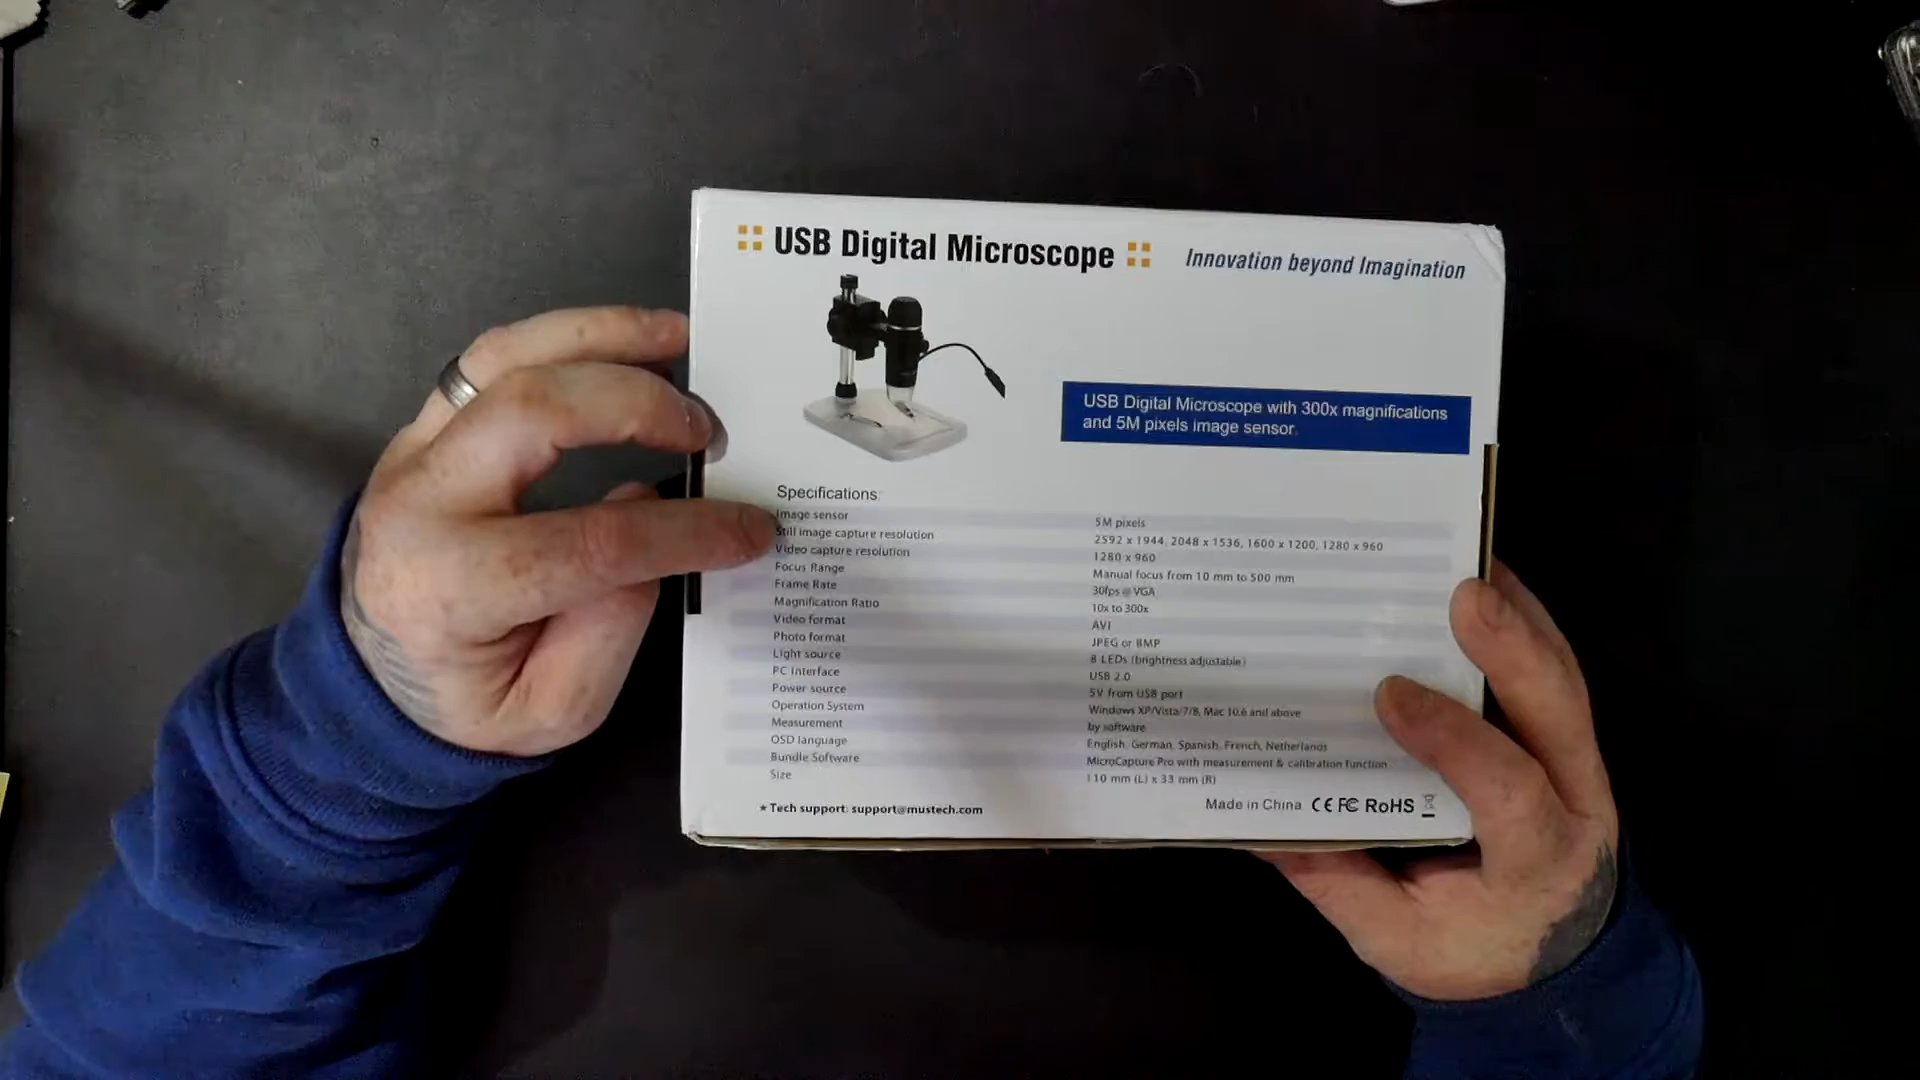 USB Digital Microscope
Innovation beyond Imagination
USB Digital Microscope with 300x magnifications
and 5M pixels image sensor.
Specifications
Image sensor 5M pixels
Still image capture resolution 2592 x 1944, 2048 x 1536, 1600 x 1200, 1280 x 960
Video capture resolution 1280 x 960
Focus Range Manual focus from 10 mm to 500 mm
Frame Rate 30fps @ VGA
Magnification Ratio 10x to 300x
Video format AVI
Photo format JPEG or BMP
Light source 8 LEDs (brightness adjustable)
PC Interface USB 2.0
Power source 5V from USB port
Operation System Windows XP/Vista/7/8, Mac 10.6 and above
Measurement by software
OSD language English, German, Spanish, French, Netherlands
Bundle Software MicroCapture Pro with measurement & calibration function
Size 110 mm (L) x 33 mm (R)
★ Tech support: support@mustech.com
Made in China CE FC RoHS